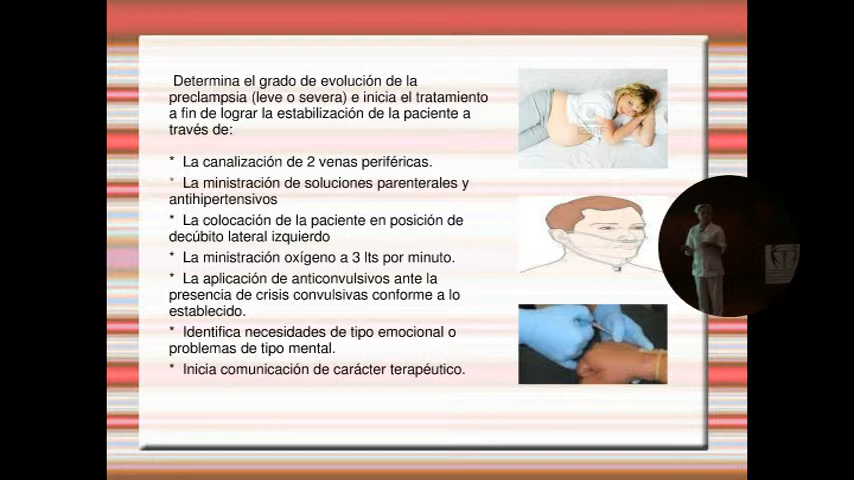 Determina el grado de evolución de la
preclampsia (leve o severa) e inicia el tratamiento
a fin de lograr la estabilización de la paciente a
través de:
* La canalización de 2 venas periféricas.
* La ministración de soluciones parenterales y
antihipertensivos
* La colocación de la paciente en posición de
decúbito lateral izquierdo
* La ministración oxígeno a 3 lts por minuto.
* La aplicación de anticonvulsivos ante la
presencia de crisis convulsivas conforme a lo
establecido.
* Identifica necesidades de tipo emocional o
problemas de tipo mental.
* Inicia comunicación de carácter terapéutico.